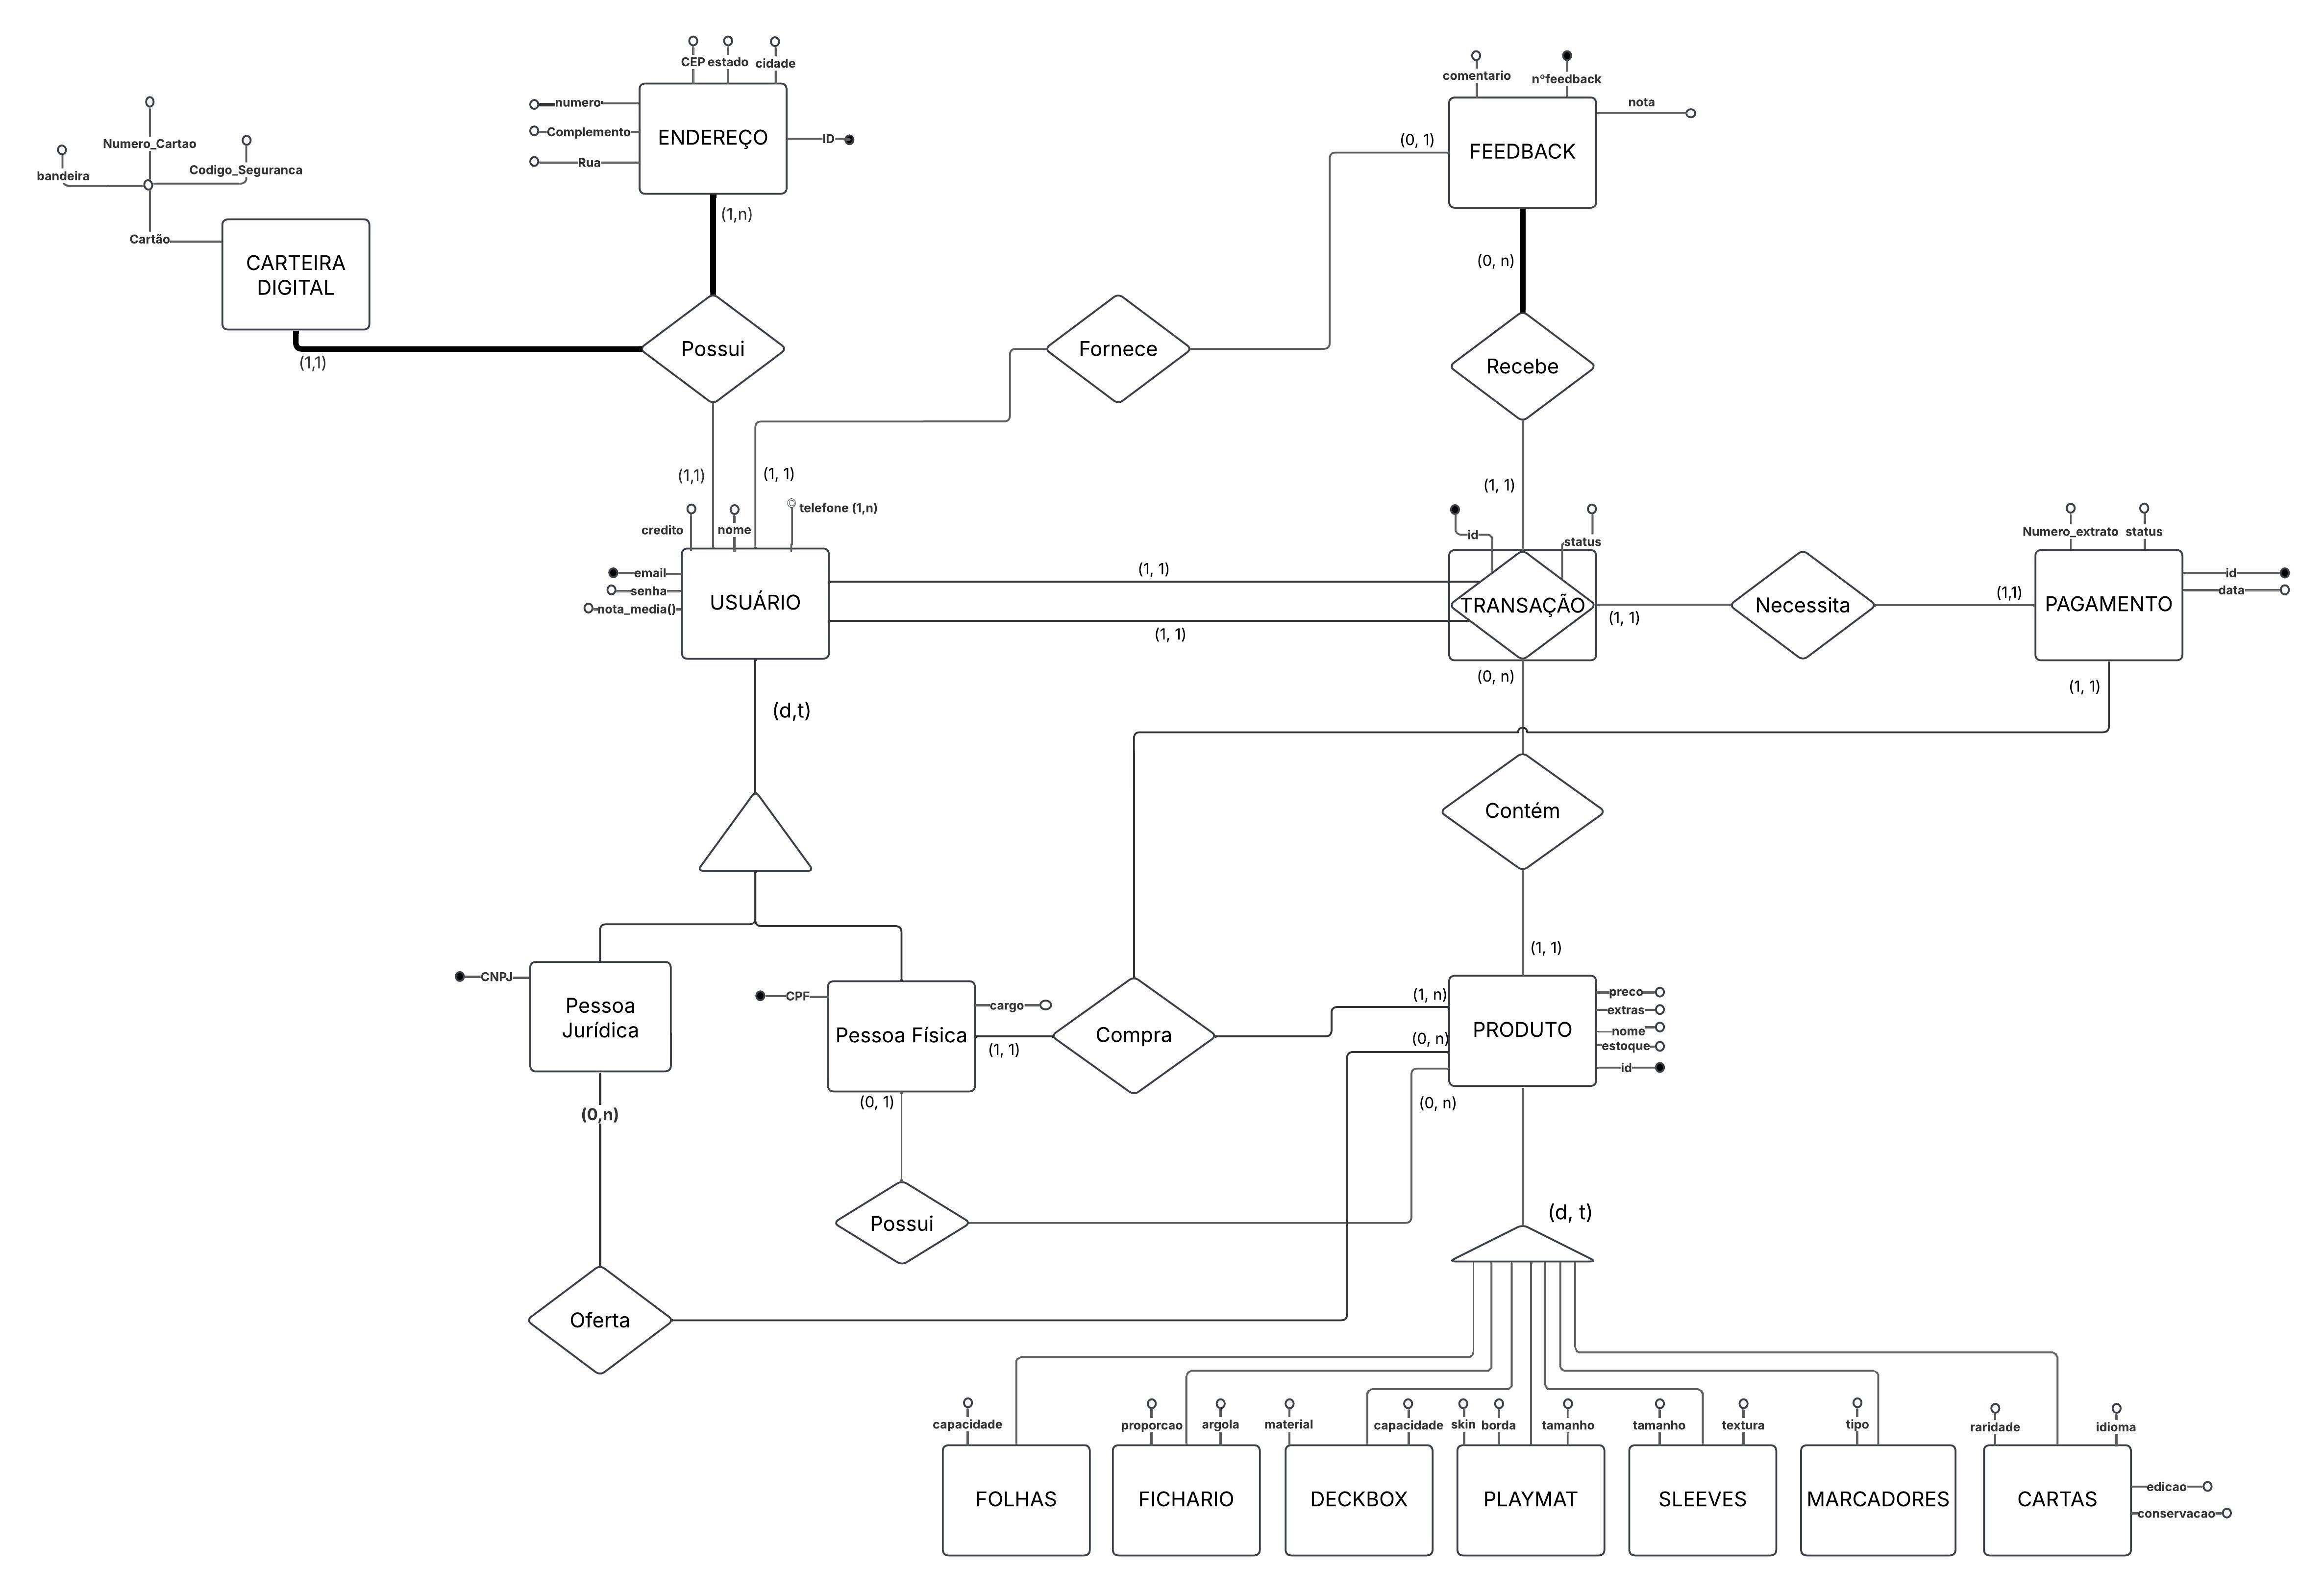 CEP estado cidade
numero
Complemento
Rua
ENDEREÇO
ID
(1,n)
comentario nºfeedback
nota
FEEDBACK
(0, 1)
(0, n)
Numero_Cartao
bandeira
Codigo_Seguranca
Cartão
CARTEIRA
DIGITAL
(1,1)
Possui
Fornece
Recebe
(1,1)
(1, 1)
(1, 1)
credito nome telefone (1,n)
email
senha
nota_media()
USUÁRIO
(1, 1)
(1, 1)
id
status
TRANSAÇÃO
(1, 1)
Necessita
(1,1)
Numero_extrato status
PAGAMENTO
id
data
(0, n)
(1, 1)
(d,t)
Contém
(1, 1)
CNPJ
Pessoa
Jurídica
(0,n)
CPF
cargo
Pessoa Física
(1, 1)
(0, 1)
Compra
(1, n)
(0, n)
(0, n)
PRODUTO
preco
extras
nome
estoque
id
Possui
(d, t)
Oferta
capacidade
FOLHAS
proporcao argola
FICHARIO
material capacidade
DECKBOX
skin borda tamanho
PLAYMAT
tamanho textura
SLEEVES
tipo
MARCADORES
raridade idioma
CARTAS
edicao
conservacao